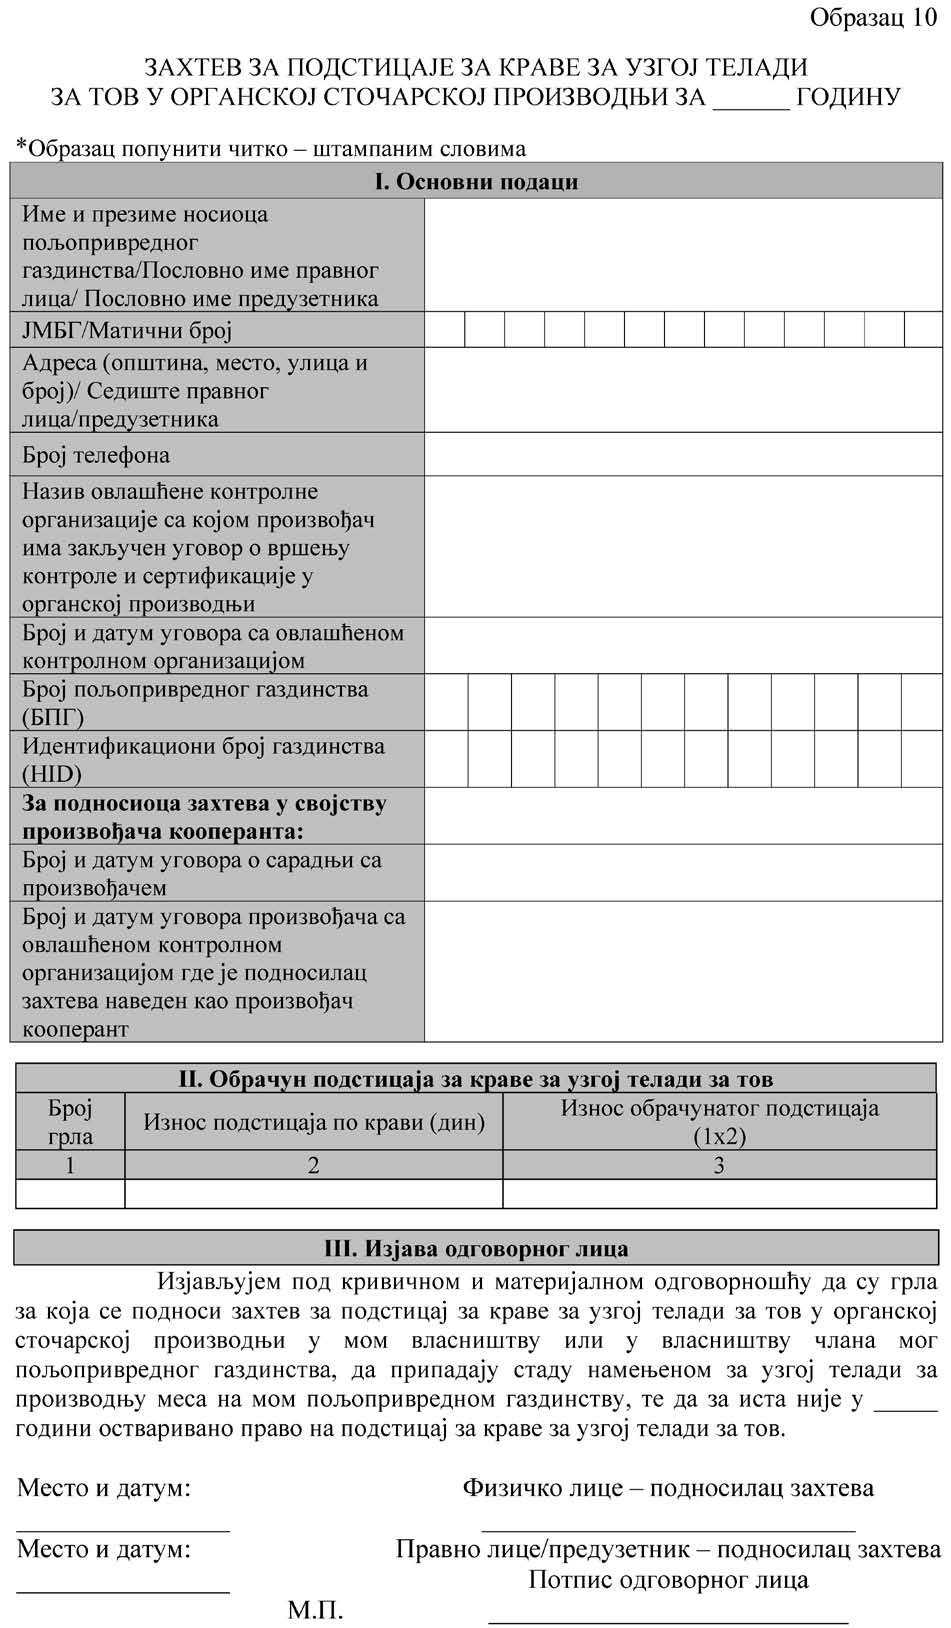 Образац 10
ЗАХТЕВ ЗА ПОДСТИЦАЈЕ ЗА КРАВЕ ЗА УЗГОЈ ТЕЛАДИ
ЗА ТОВ У ОРГАНСКОЈ СТОЧАРСКОЈ ПРОИЗВОДЊИ ЗА ______ ГОДИНУ
*Образац попунити читко – штампаним словима
I. Основни подаци
Име и презиме носиоца
пољопривредног
газдинства/Пословно име правног
лица/ Пословно име предузетника
ЈМБГ/Матични број
Адреса (општина, место, улица и
број)/ Седиште правног
лица/предузетника
Број телефона
Назив овлашћене контролне
организације са којом произвођач
има закључен уговор о вршењу
контроле и сертификације у
органској производњи
Број и датум уговора са овлашћеном
контролном организацијом
Број пољопривредног газдинства
(БПГ)
Идентификациони број газдинства
(HID)
За подносиоца захтева у својству
произвођача кооперанта:
Број и датум уговора о сарадњи са
произвођачем
Број и датум уговора произвођача са
овлашћеном контролном
организацијом где је подносилац
захтева наведен као произвођач
кооперант
II. Обрачун подстицаја за краве за узгој телади за тов
Број
грла
Износ подстицаја по крави (дин)
Износ обрачунатог подстицаја
(1x2)
1 2 3
III. Изјава одговорног лица
Изјављујем под кривичном и материјалном одговорношћу да су грла
за која се подноси захтев за подстицај за краве за узгој телади за тов у органској
сточарској производњи у мом власништву или у власништву члана мог
пољопривредног газдинства, да припадају стаду намењеном за узгој телади за
производњу меса на мом пољопривредном газдинству, те да за иста није у _____
години остваривано право на подстицај за краве за узгој телади за тов.
Место и датум: Физичко лице – подносилац захтева
Место и датум: Правно лице/предузетник – подносилац захтева
Потпис одговорног лица
М.П.